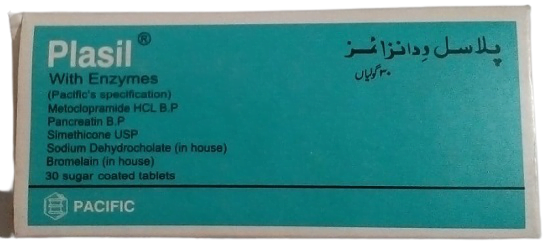 Plasil®
With Enzymes
(Pacific's specification)
Metoclopramide HCL B.P
Pancreatin B.P
Simethicone USP
Sodium Dehydrocholate (in house)
Bromelain (in house)
30 sugar coated tablets
PACIFIC
پلاسل وِدانزائمز
۳۰ گولیاں